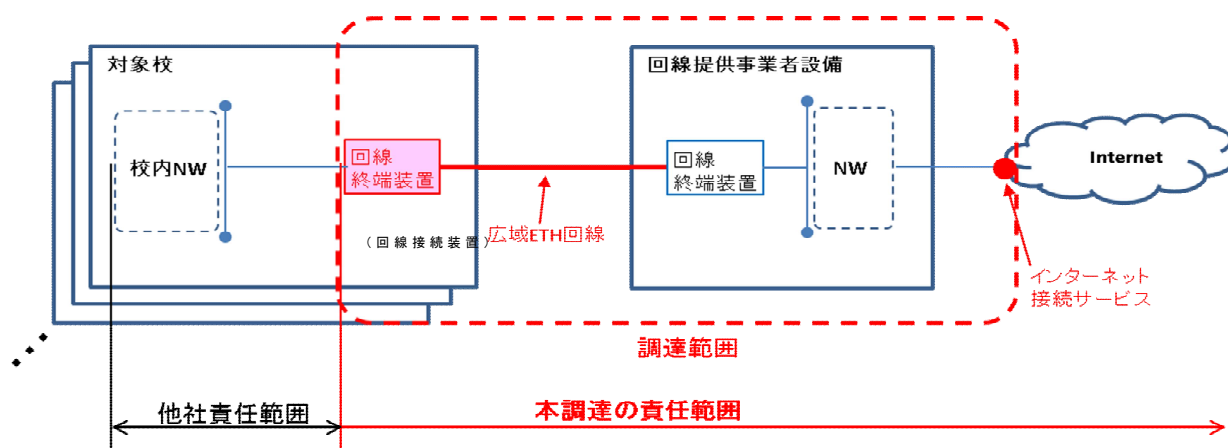 対象校
回線提供事業者設備
校内NW
回線
終端装置
回線
終端装置
NW
Internet
(回線接続装置)
広域ETH回線
インターネット
接続サービス
調達範囲
他社責任範囲
本調達の責任範囲